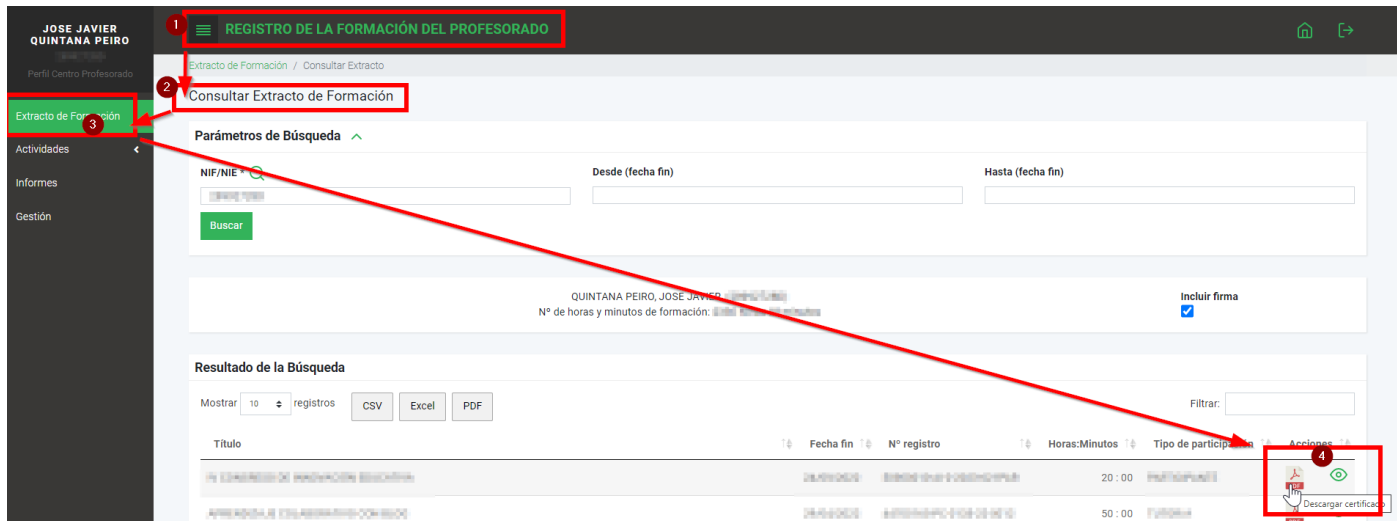 JOSE JAVIER
QUINTANA PEIRO
Perfil Centro Profesorado
1
REGISTRO DE LA FORMACIÓN DEL PROFESORADO
Extracto de Formación / Consultar Extracto
2
Consultar Extracto de Formación
Extracto de Formación
3
Actividades
Informes
Gestión
Parámetros de Búsqueda
NIF/NIE * Desde (fecha fin) Hasta (fecha fin)
Buscar
QUINTANA PEIRO, JOSE JAVIER
Nº de horas y minutos de formación:
Incluir firma
Resultado de la Búsqueda
Mostrar 10 registros CSV Excel PDF Filtrar:
Título Fecha fin Nº registro Horas:Minutos Tipo de participación Acciones
4
20 : 00 PDF
Descargar certificado
50 : 00